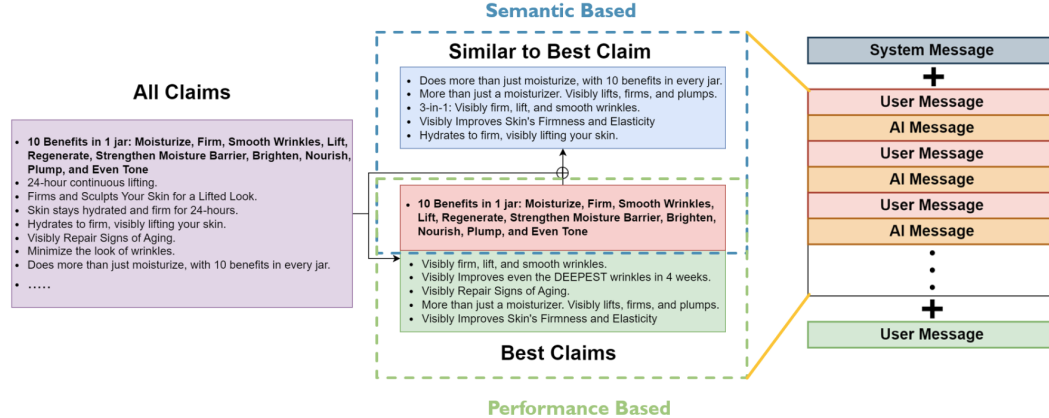 Semantic Based
Similar to Best Claim
• Does more than just moisturize, with 10 benefits in every jar.
• More than just a moisturizer. Visibly lifts, firms, and plumps.
• 3-in-1: Visibly firm, lift, and smooth wrinkles.
• Visibly Improves Skin's Firmness and Elasticity
• Hydrates to firm, visibly lifting your skin.
All Claims
• 10 Benefits in 1 jar: Moisturize, Firm, Smooth Wrinkles, Lift,
Regenerate, Strengthen Moisture Barrier, Brighten, Nourish,
Plump, and Even Tone
• 24-hour continuous lifting.
• Firms and Sculpts Your Skin for a Lifted Look.
• Skin stays hydrated and firm for 24-hours.
• Hydrates to firm, visibly lifting your skin.
• Visibly Repair Signs of Aging.
• Minimize the look of wrinkles.
• Does more than just moisturize, with 10 benefits in every jar.
• .....
• 10 Benefits in 1 jar: Moisturize, Firm, Smooth Wrinkles,
Lift, Regenerate, Strengthen Moisture Barrier, Brighten,
Nourish, Plump, and Even Tone
• Visibly firm, lift, and smooth wrinkles.
• Visibly Improves even the DEEPEST wrinkles in 4 weeks.
• Visibly Repair Signs of Aging.
• More than just a moisturizer. Visibly lifts, firms, and plumps.
• Visibly Improves Skin's Firmness and Elasticity
Best Claims
Performance Based
System Message
+
User Message
AI Message
User Message
AI Message
User Message
AI Message
+
User Message